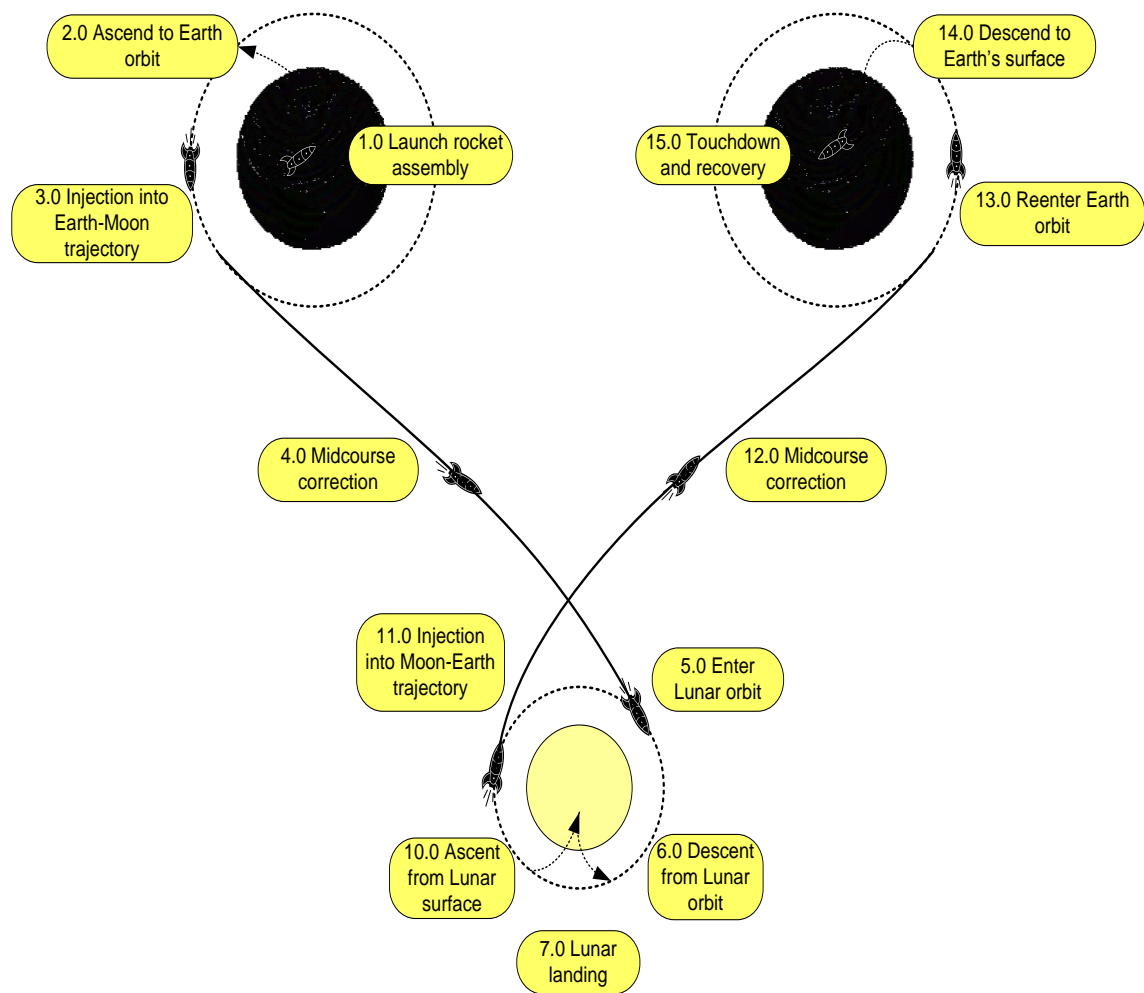 2.0 Ascend to Earth
orbit
14.0 Descend to
Earth's surface
1.0 Launch rocket
assembly
15.0 Touchdown
and recovery
3.0 Injection into
Earth-Moon
trajectory
13.0 Reenter Earth
orbit
4.0 Midcourse
correction
12.0 Midcourse
correction
11.0 Injection
into Moon-Earth
trajectory
5.0 Enter
Lunar orbit
10.0 Ascent
from Lunar
surface
6.0 Descent
from Lunar
orbit
7.0 Lunar
landing